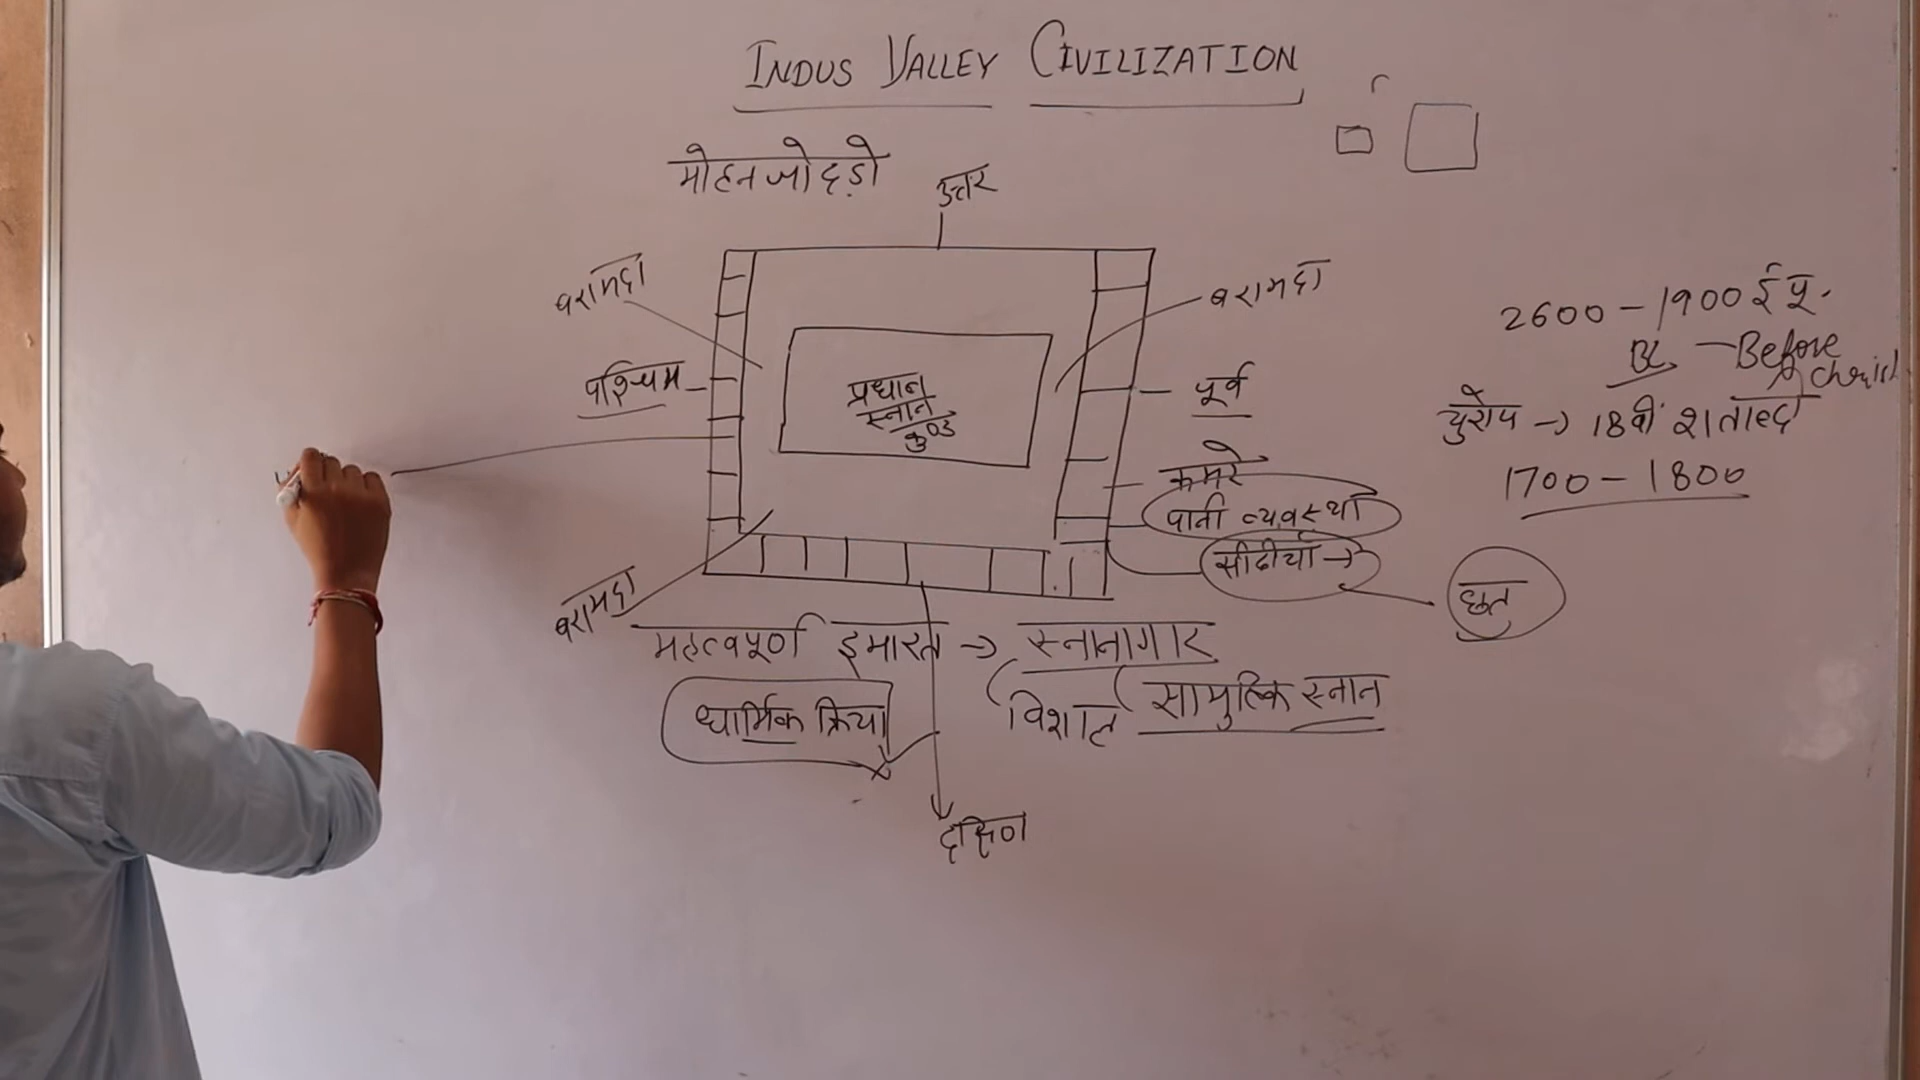 INDUS VALLEY CIVILIZATION
मोहनजोदड़ो
उत्तर
बरामदा
बरामदा
पश्चिम
पूर्व
प्रधान
स्नान
कुण्ड
कमरे
पानी व्यवस्था
सीढीयाँ →
छत
बरामदा
महत्वपूर्ण इमारत → स्नानागार
धार्मिक क्रिया
विशाल
सामुहिक स्नान
दक्षिण
2600 - 1900 ई पू.
BC - Before
युरोप → 18वीं शताब्दी
1700 - 1800